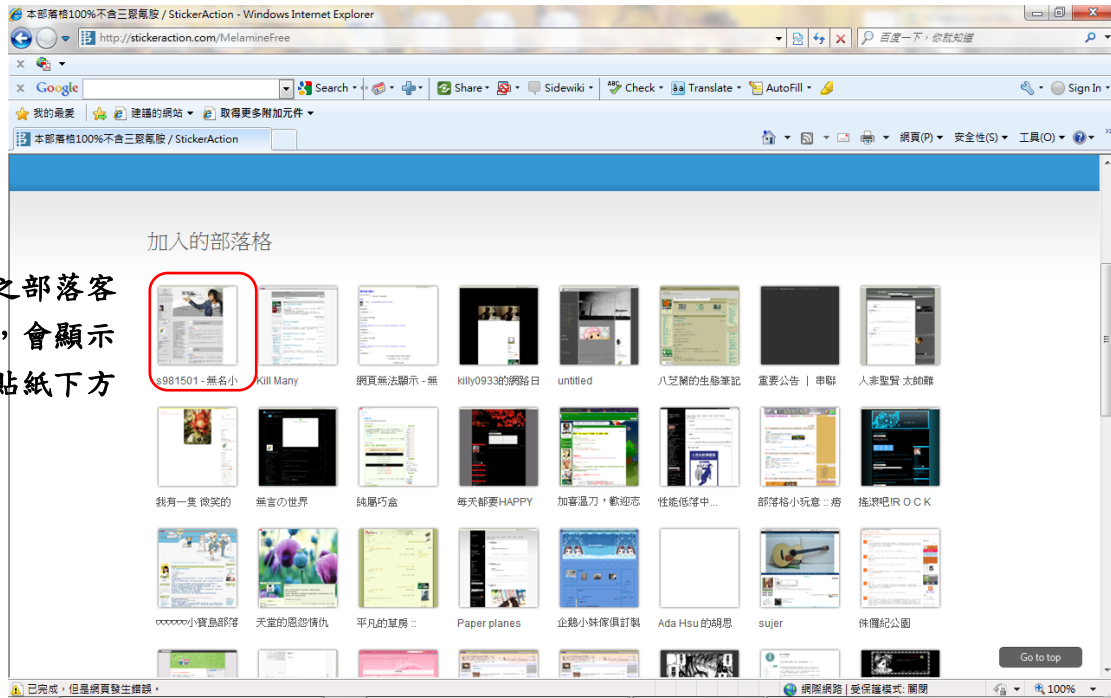 本部落格100%不含三聚氰胺 / StickerAction - Windows Internet Explorer
http://stickeraction.com/MelamineFree
百度一下，你就知道
x
x Google Search Share Sidewiki Check Translate AutoFill Sign In
我的最愛 建議的網站 取得更多附加元件
本部落格100%不含三聚氰胺 / StickerAction
網頁(P) 安全性(S) 工具(O)
加入的部落格
之部落客
，會顯示
貼紙下方
s981501 - 無名小 Kill Many 網頁無法顯示 - 無 killy0933的網路日 untitled 八芝蘭的生態筆記 重要公告 | 串聯 人非聖賢 太帥難
我有一隻 微笑的 無言の世界 純屬巧盒 每天都要HAPPY 加喜溫刀，歡迎志 性能低落中... 部落格小玩意 :: 癆 搖滾吧!R O C K
小寶島部落 天堂的恩怨情仇 平凡的草房 :: Paper planes 企鵝小妹傢俱訂製 Ada Hsu 的胡思 sujer 侏儸紀公園
Go to top
已完成，但是網頁發生錯誤。
網際網路 | 受保護模式: 關閉
100%